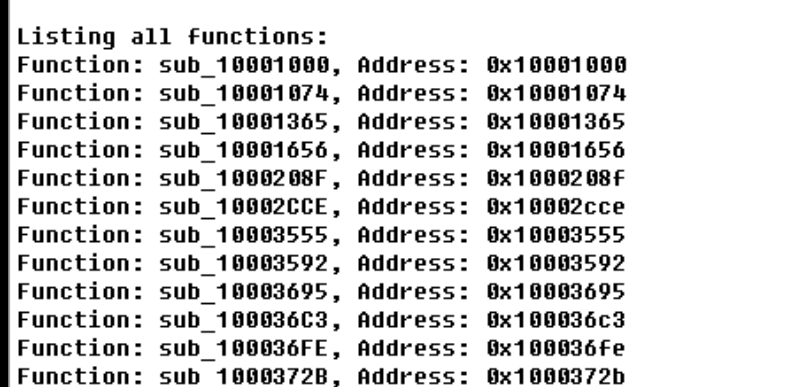 Listing all functions:
Function: sub_10001000, Address: 0x10001000
Function: sub_10001074, Address: 0x10001074
Function: sub_10001365, Address: 0x10001365
Function: sub_10001656, Address: 0x10001656
Function: sub_1000208F, Address: 0x1000208f
Function: sub_10002CCE, Address: 0x10002cce
Function: sub_10003555, Address: 0x10003555
Function: sub_10003592, Address: 0x10003592
Function: sub_10003695, Address: 0x10003695
Function: sub_100036C3, Address: 0x100036c3
Function: sub_100036FE, Address: 0x100036fe
Function: sub_1000372B, Address: 0x1000372b